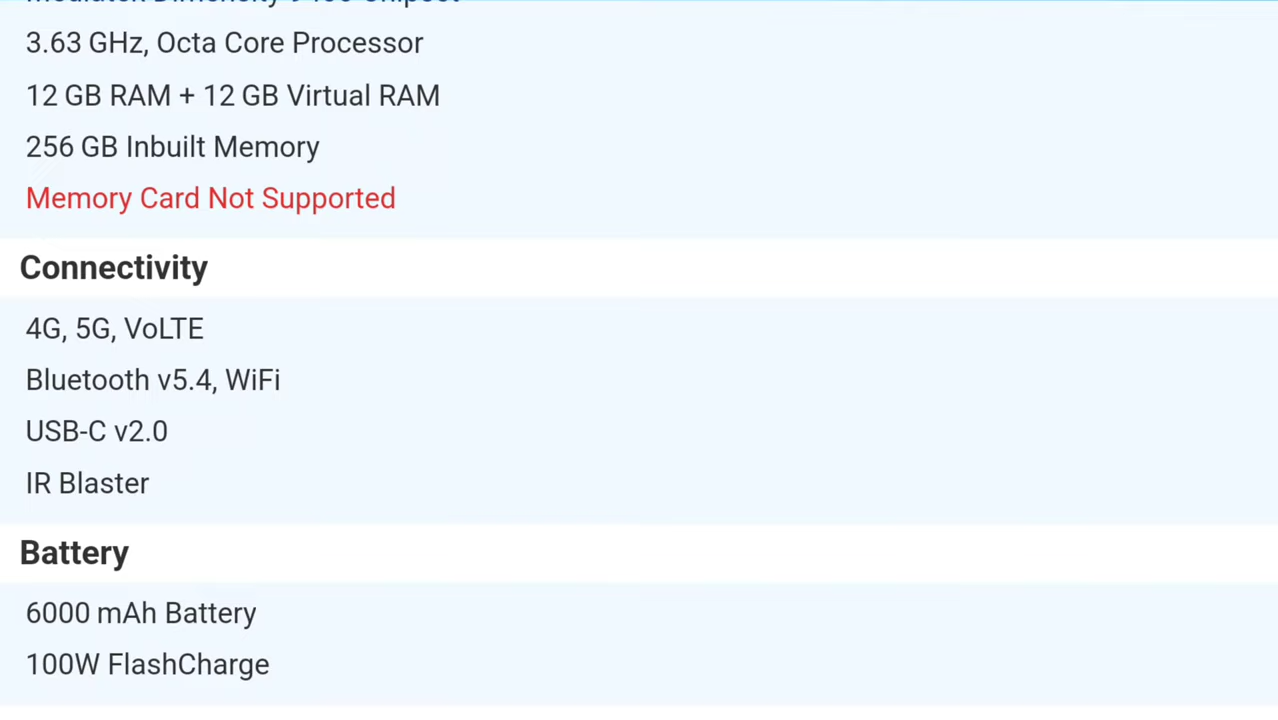 3.63 GHz, Octa Core Processor
12 GB RAM + 12 GB Virtual RAM
256 GB Inbuilt Memory
Memory Card Not Supported
Connectivity
4G, 5G, VoLTE
Bluetooth v5.4, WiFi
USB-C v2.0
IR Blaster
Battery
6000 mAh Battery
100W FlashCharge